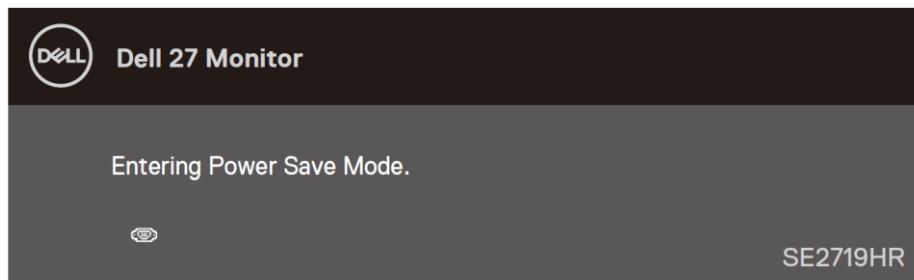 DELL
Dell 27 Monitor
Entering Power Save Mode.
SE2719HR